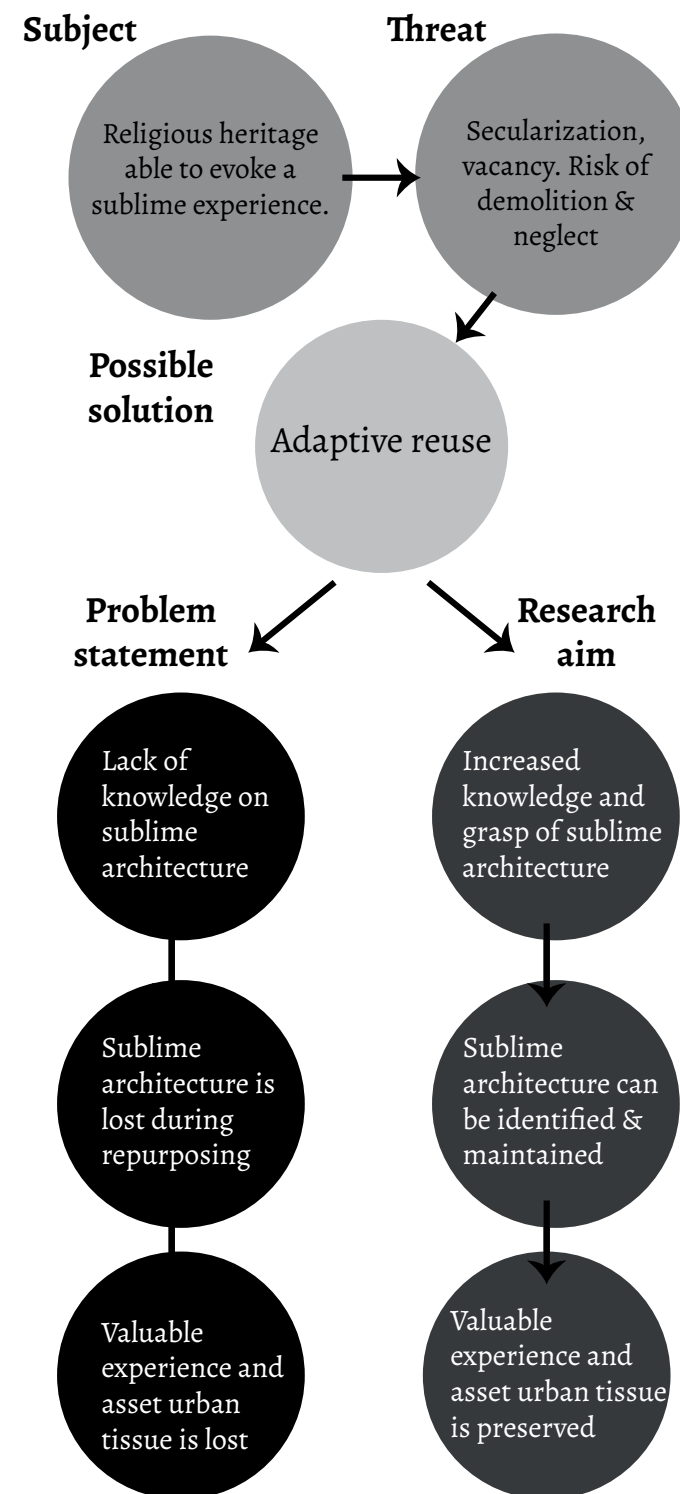 Subject
Threat
Religious heritage
able to evoke a
sublime experience.
Secularization,
vacancy. Risk of
demolition &
neglect
Possible
solution
Adaptive reuse
Problem
statement
Research
aim
Lack of
knowledge on
sublime
architecture
Increased
knowledge and
grasp of sublime
architecture
Sublime
architecture is
lost during
repurposing
Sublime
architecture can
be identified &
maintained
Valuable
experience and
asset urban
tissue is lost
Valuable
experience and
asset urban tissue
is preserved